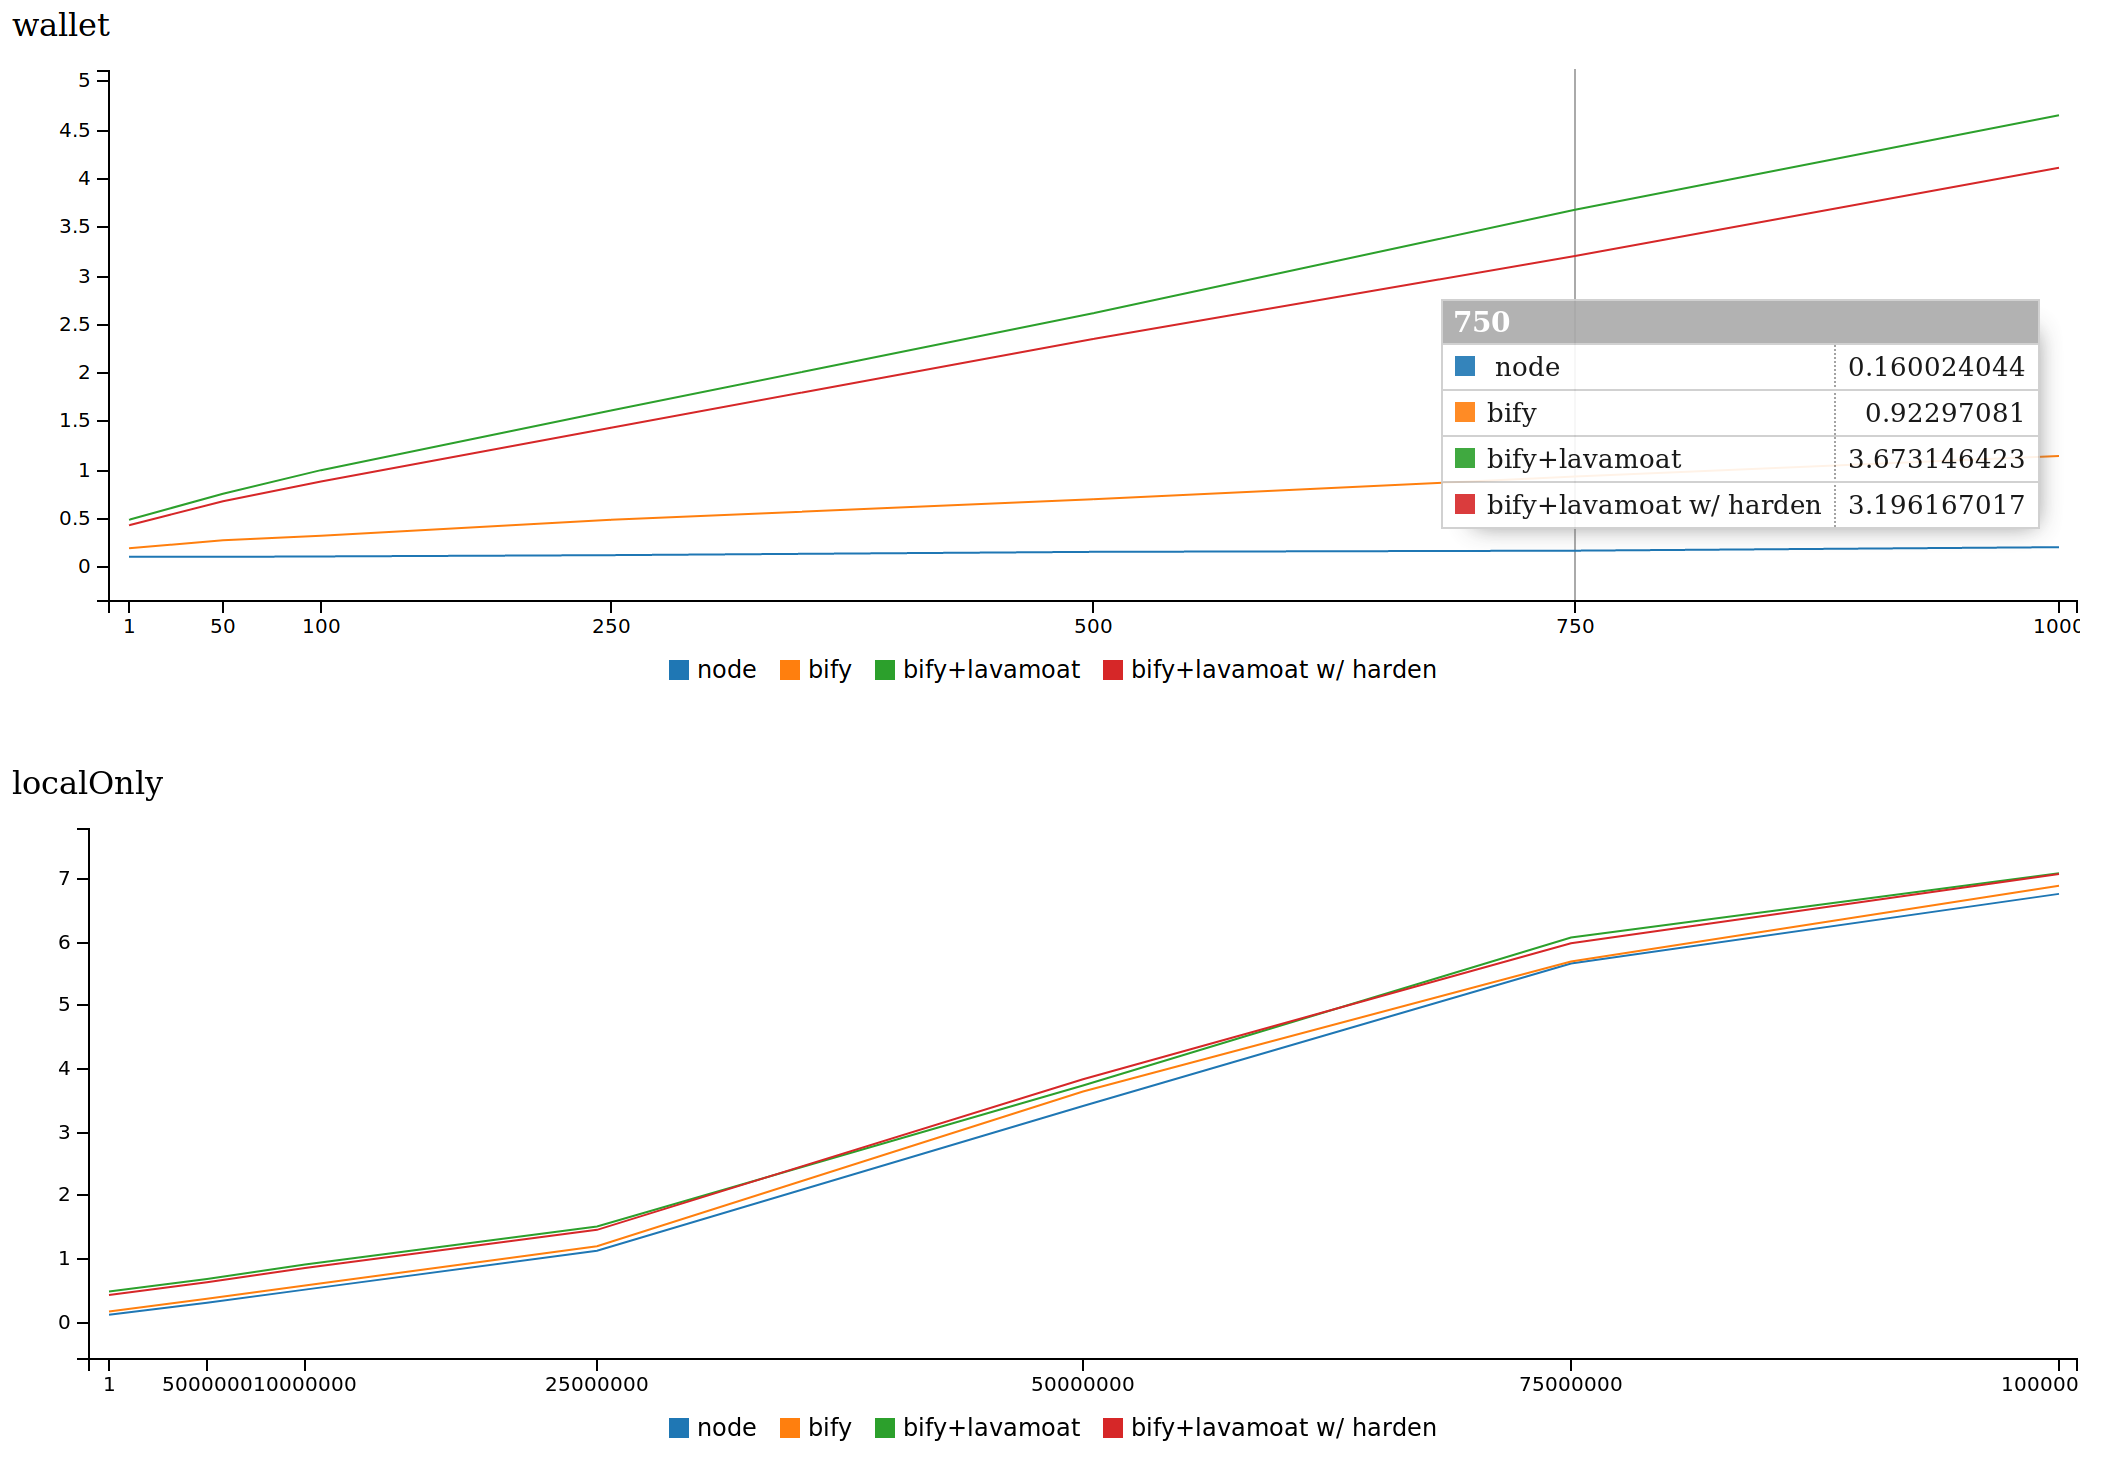 wallet
5
4.5
4
3.5
3
2.5
2
1.5
1
0.5
0
750
node 0.160024044
bify 0.92297081
bify+lavamoat 3.673146423
bify+lavamoat w/ harden 3.196167017
1 50 100 250 500 750 1000
node bify bify+lavamoat bify+lavamoat w/ harden
localOnly
7
6
5
4
3
2
1
0
1 5000000 10000000 25000000 50000000 75000000 100000
node bify bify+lavamoat bify+lavamoat w/ harden